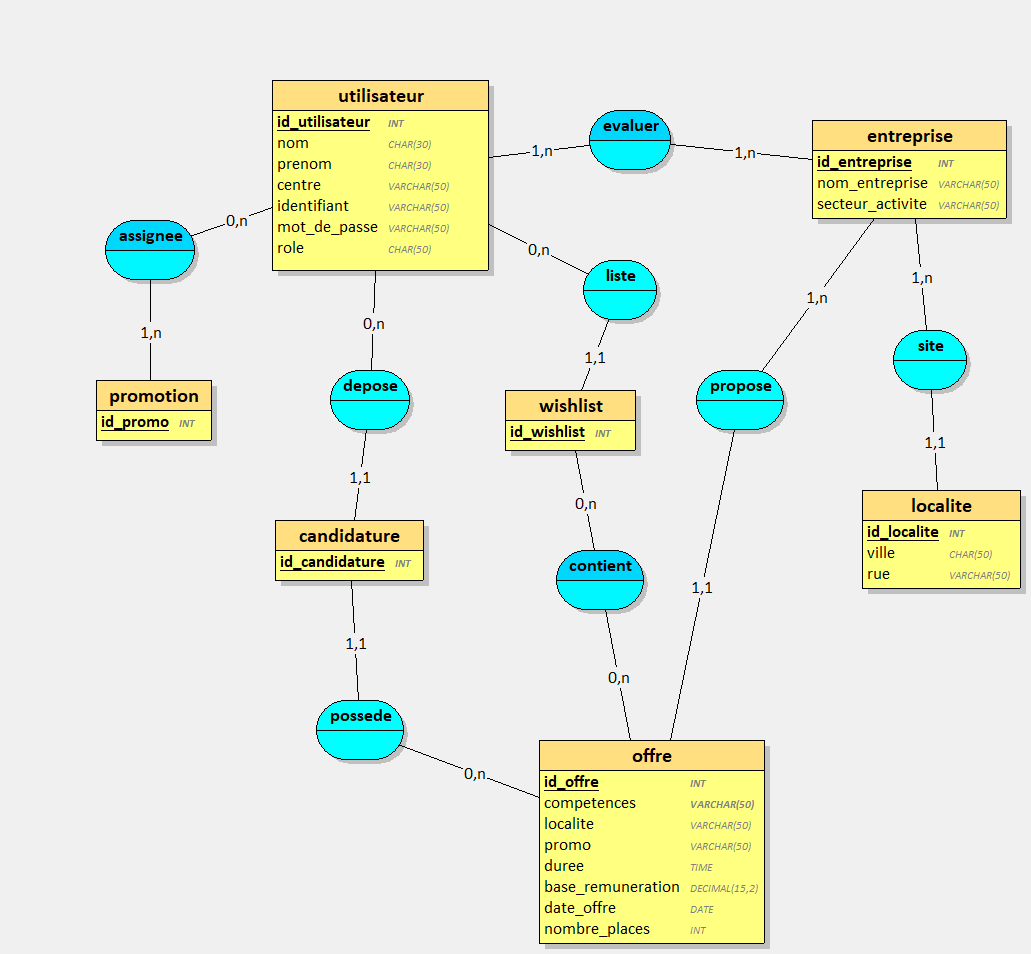 utilisateur
id_utilisateur INT
nom CHAR(30)
prenom CHAR(30)
centre VARCHAR(50)
identifiant VARCHAR(50)
mot_de_passe VARCHAR(50)
role CHAR(50)
evaluer
1,n
1,n
entreprise
id_entreprise INT
nom_entreprise VARCHAR(50)
secteur_activite VARCHAR(50)
assignee
0,n
1,n
promotion
id_promo INT
0,n
depose
1,1
candidature
id_candidature INT
1,1
possede
0,n
0,n
liste
1,1
wishlist
id_wishlist INT
0,n
contient
0,n
1,n
propose
1,1
1,n
site
1,1
localite
id_localite INT
ville CHAR(50)
rue VARCHAR(50)
offre
id_offre INT
competences VARCHAR(50)
localite VARCHAR(50)
promo VARCHAR(50)
duree TIME
base_remuneration DECIMAL(15,2)
date_offre DATE
nombre_places INT